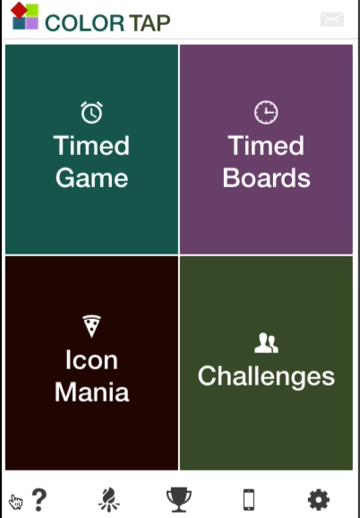 COLOR TAP
Timed
Game
Timed
Boards
Icon
Mania
Challenges
?